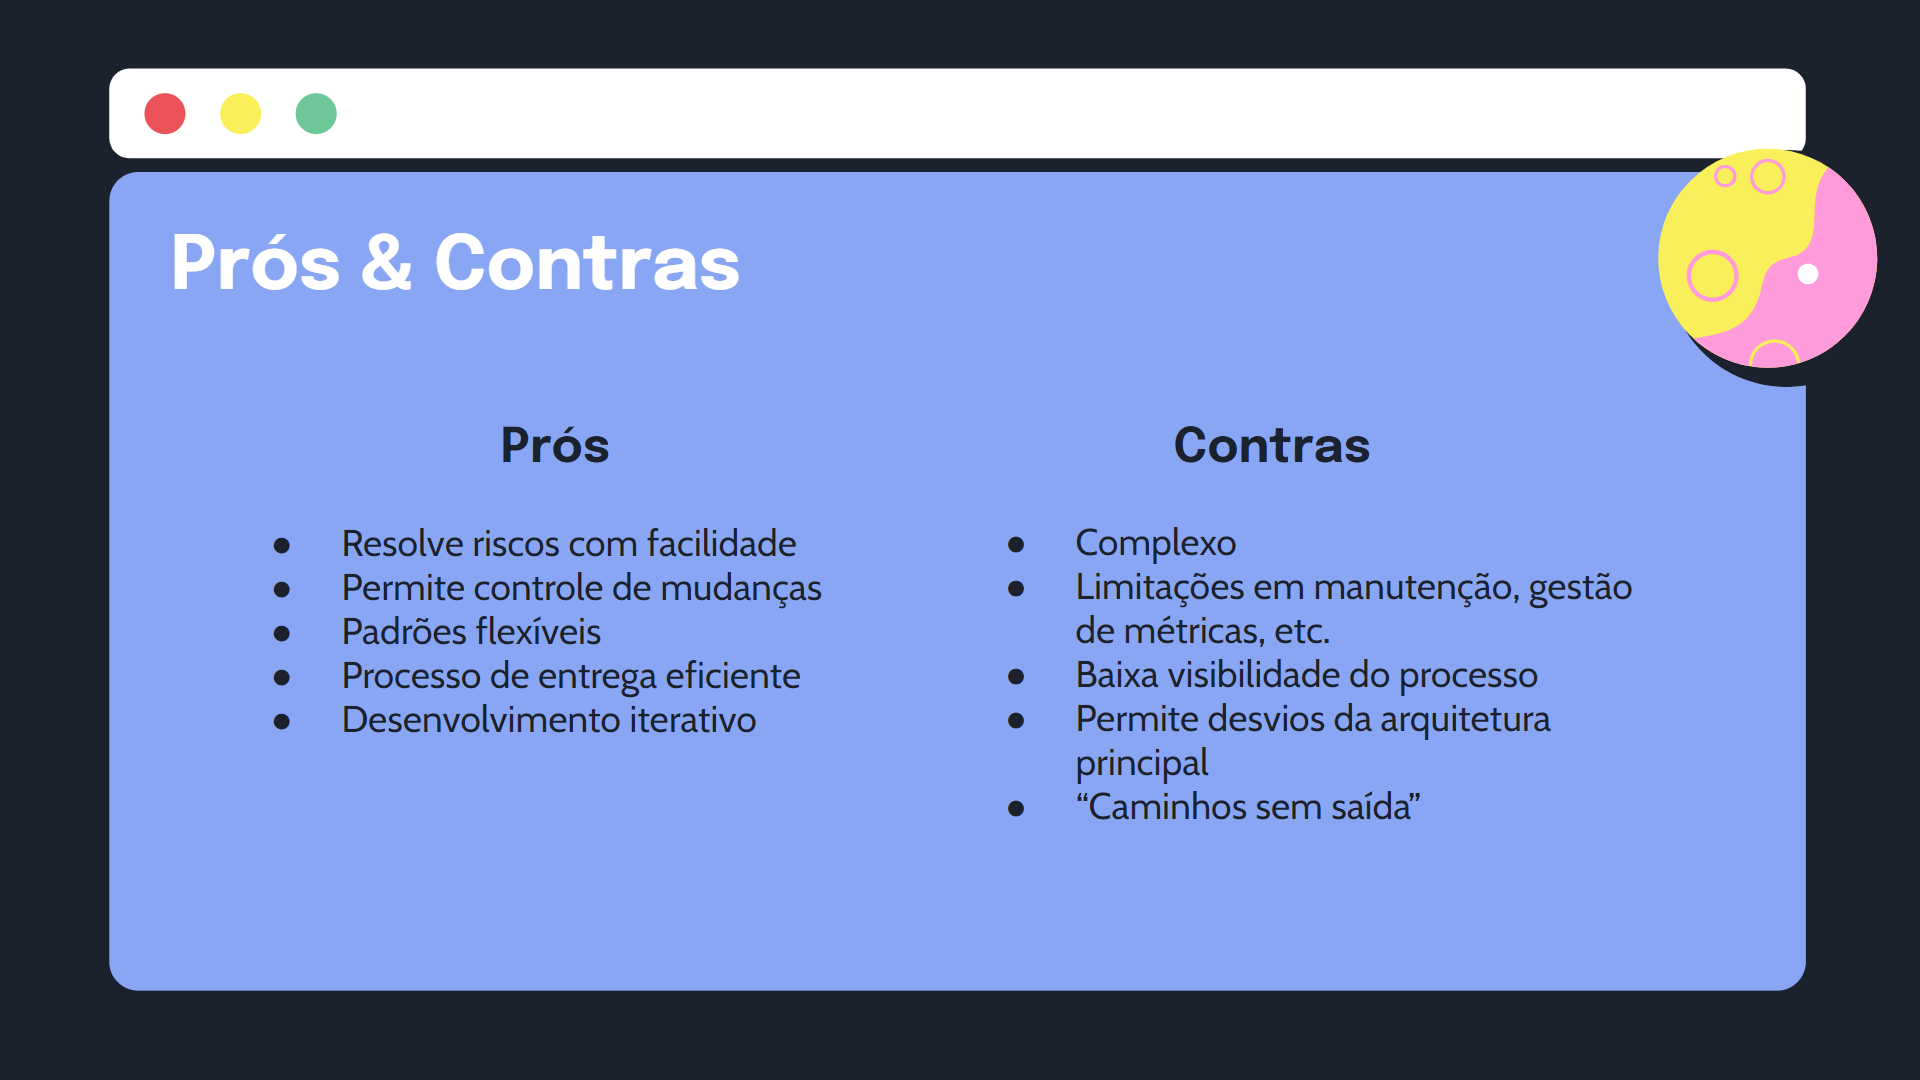 Prós & Contras
Prós
● Resolve riscos com facilidade
● Permite controle de mudanças
● Padrões flexíveis
● Processo de entrega eficiente
● Desenvolvimento iterativo
Contras
● Complexo
● Limitações em manutenção, gestão
de métricas, etc.
● Baixa visibilidade do processo
● Permite desvios da arquitetura
principal
● “Caminhos sem saída”